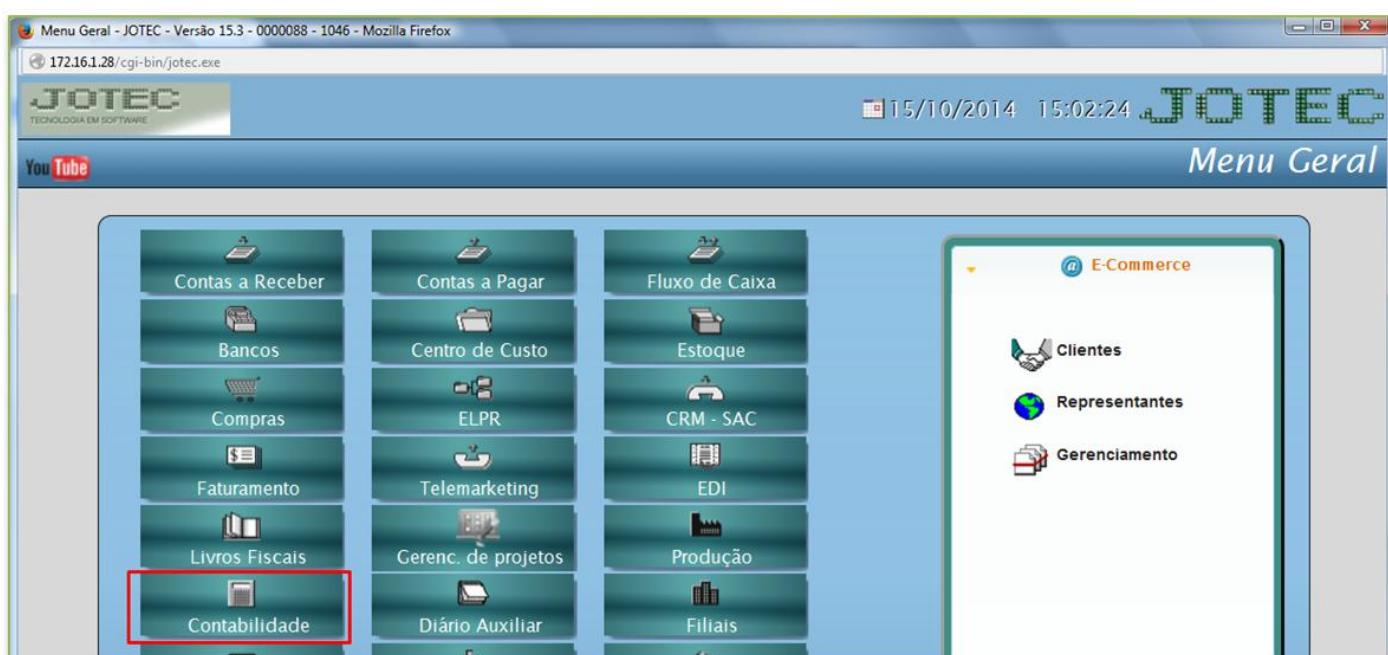 Menu Geral - JOTEC - Versão 15.3 - 0000088 - 1046 - Mozilla Firefox
172.16.1.28/cgi-bin/jotec.exe
JOTEC
TECNOLOGIA EM SOFTWARE
15/10/2014 15:02:24 JOTEC
You Tube
Menu Geral
Contas a Receber Contas a Pagar Fluxo de Caixa
Bancos Centro de Custo Estoque
Compras ELPR CRM - SAC
Faturamento Telemarketing EDI
Livros Fiscais Gerenc. de projetos Produção
Contabilidade Diário Auxiliar Filiais
E-Commerce
Clientes
Representantes
Gerenciamento